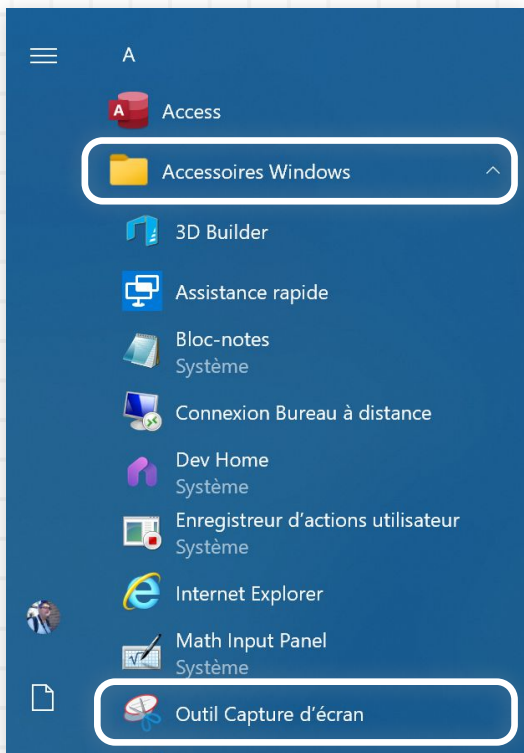 A
Access
Accessoires Windows
3D Builder
Assistance rapide
Bloc-notes
Système
Connexion Bureau à distance
Dev Home
Système
Enregistreur d'actions utilisateur
Système
Internet Explorer
Math Input Panel
Système
Outil Capture d'écran